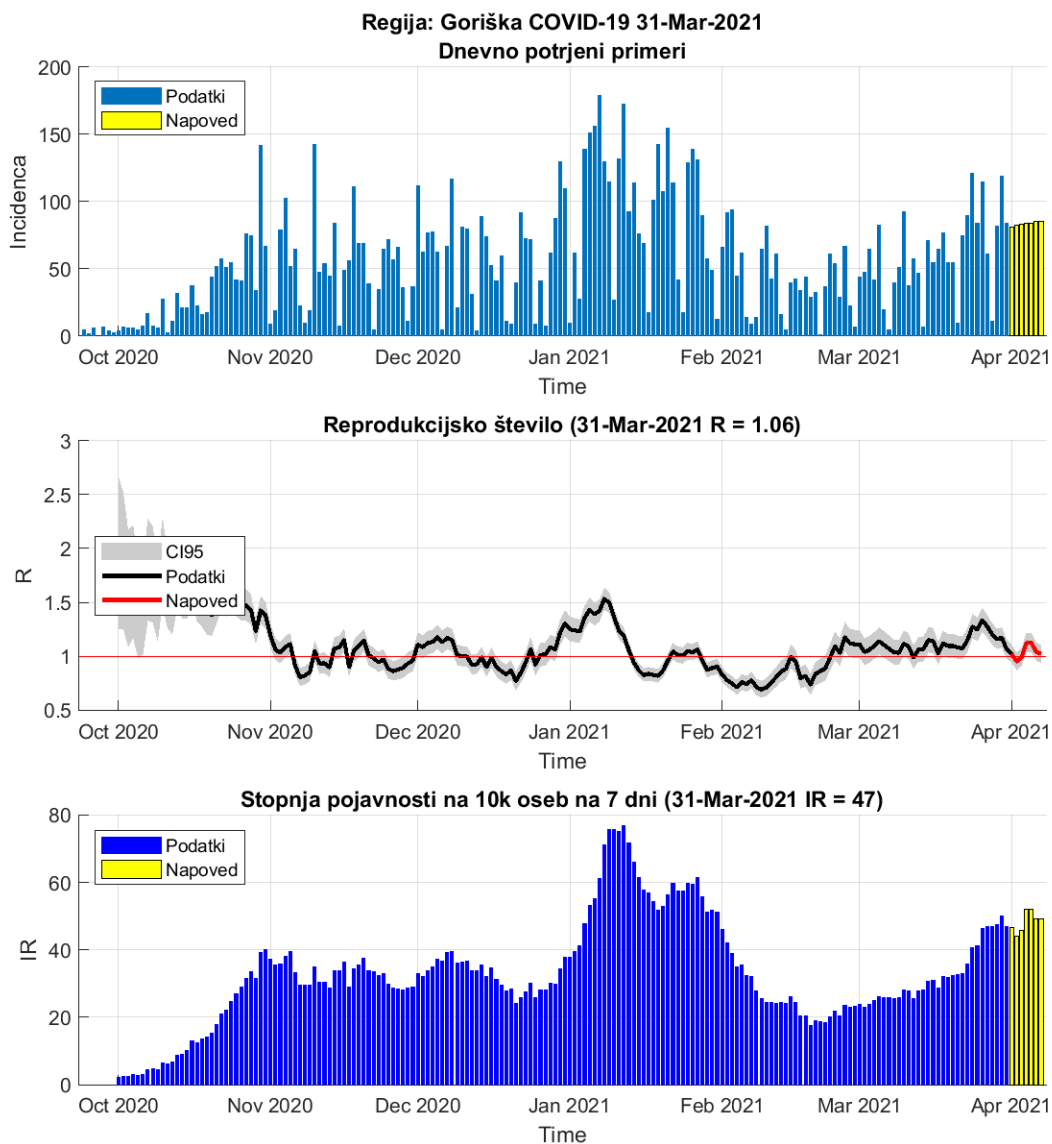 Regija: Goriška COVID-19 31-Mar-2021
Dnevno potrjeni primeri
200
150
100
50
0
Incidenca
Podatki
Napoved
Oct 2020 Nov 2020 Dec 2020 Jan 2021 Feb 2021 Mar 2021 Apr 2021
Time
Reprodukcijsko število (31-Mar-2021 R = 1.06)
3
2.5
2
1.5
1
0.5
R
CI95
Podatki
Napoved
Oct 2020 Nov 2020 Dec 2020 Jan 2021 Feb 2021 Mar 2021 Apr 2021
Time
Stopnja pojavnosti na 10k oseb na 7 dni (31-Mar-2021 IR = 47)
80
60
40
20
0
IR
Podatki
Napoved
Oct 2020 Nov 2020 Dec 2020 Jan 2021 Feb 2021 Mar 2021 Apr 2021
Time